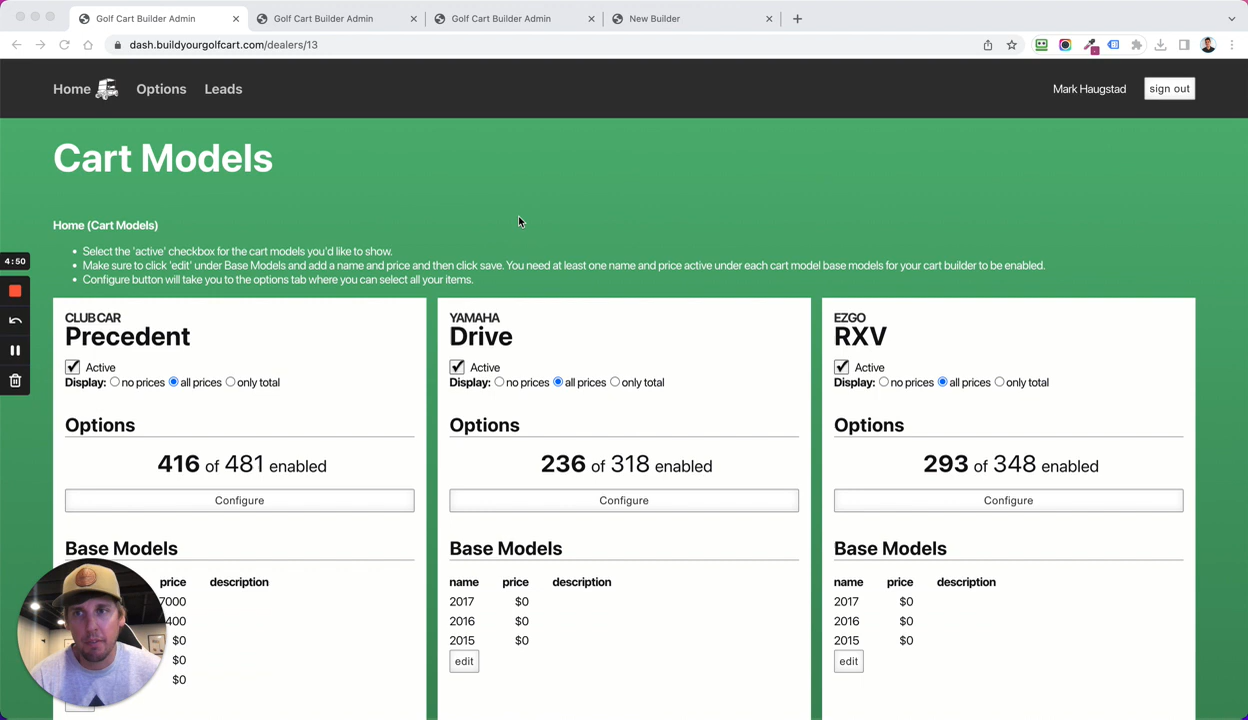 Golf Cart Builder Admin
Golf Cart Builder Admin
Golf Cart Builder Admin
New Builder
dash.buildyourgolfcart.com/dealers/13
Home
Options
Leads
Mark Haugstad
sign out
Cart Models
Home (Cart Models)
Select the 'active' checkbox for the cart models you'd like to show.
Make sure to click 'edit' under Base Models and add a name and price and then click save. You need at least one name and price active under each cart model base models for your cart builder to be enabled.
Configure button will take you to the options tab where you can select all your items.
4:50
CLUB CAR
Precedent
Active
Display: no prices all prices only total
Options
416 of 481 enabled
Configure
Base Models
price description
7000
400
$0
$0
$0
YAMAHA
Drive
Active
Display: no prices all prices only total
Options
236 of 318 enabled
Configure
Base Models
name price description
2017 $0
2016 $0
2015 $0
edit
EZGO
RXV
Active
Display: no prices all prices only total
Options
293 of 348 enabled
Configure
Base Models
name price description
2017 $0
2016 $0
2015 $0
edit